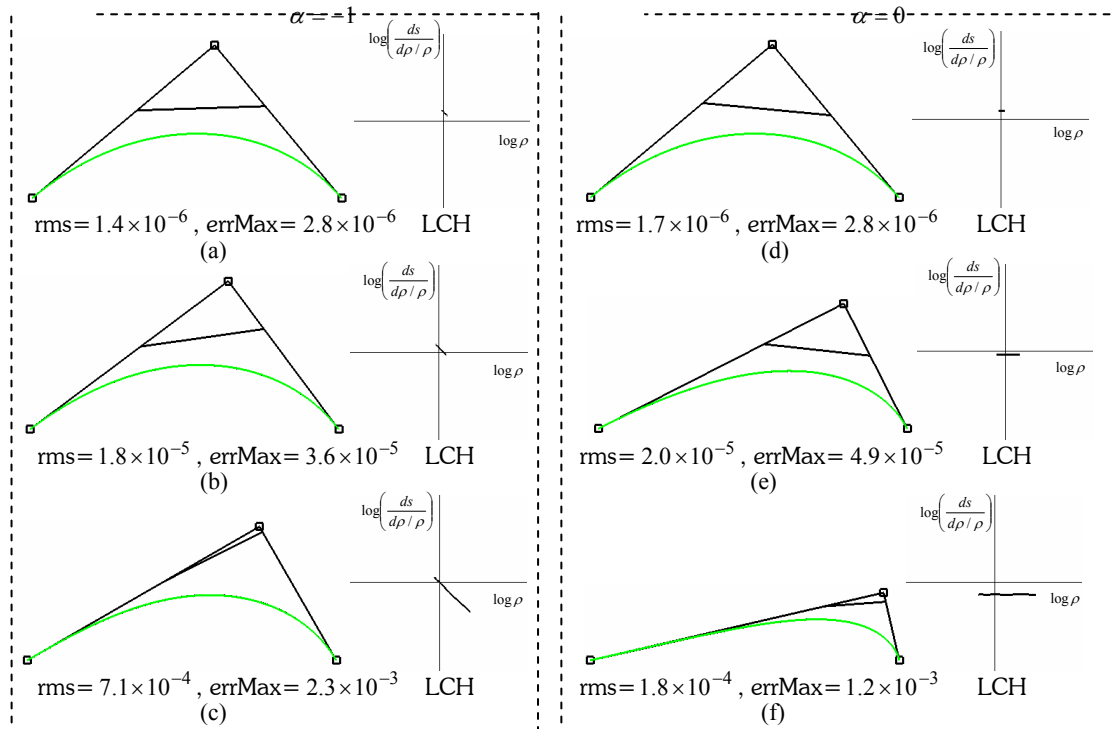 α = −1
log(ds/(dρ/ρ))
log ρ
rms= 1.4×10⁻⁶ , errMax= 2.8×10⁻⁶ LCH
(a)
log(ds/(dρ/ρ))
log ρ
rms= 1.8×10⁻⁵ , errMax= 3.6×10⁻⁵ LCH
(b)
log(ds/(dρ/ρ))
log ρ
rms= 7.1×10⁻⁴ , errMax= 2.3×10⁻³ LCH
(c)
α = 0
log(ds/(dρ/ρ))
log ρ
rms= 1.7×10⁻⁶ , errMax= 2.8×10⁻⁶ LCH
(d)
log(ds/(dρ/ρ))
log ρ
rms= 2.0×10⁻⁵ , errMax= 4.9×10⁻⁵ LCH
(e)
log(ds/(dρ/ρ))
log ρ
rms= 1.8×10⁻⁴ , errMax= 1.2×10⁻³ LCH
(f)